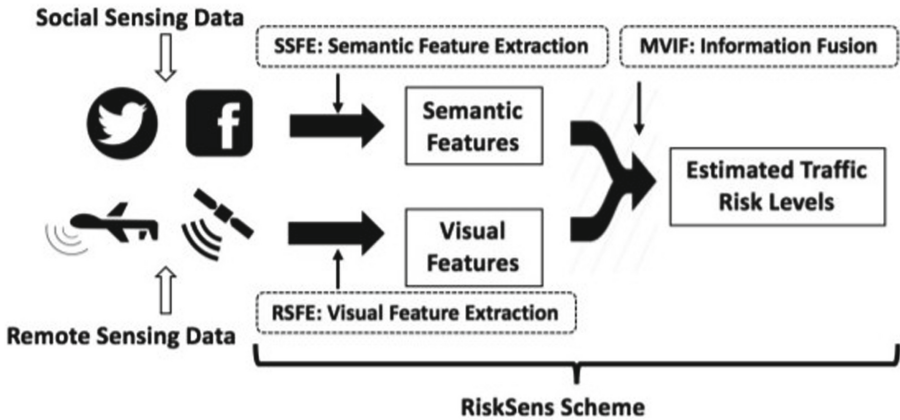 Social Sensing Data
SSFE: Semantic Feature Extraction
MVIF: Information Fusion
Semantic
Features
Estimated Traffic
Risk Levels
Visual
Features
RSFE: Visual Feature Extraction
Remote Sensing Data
RiskSens Scheme